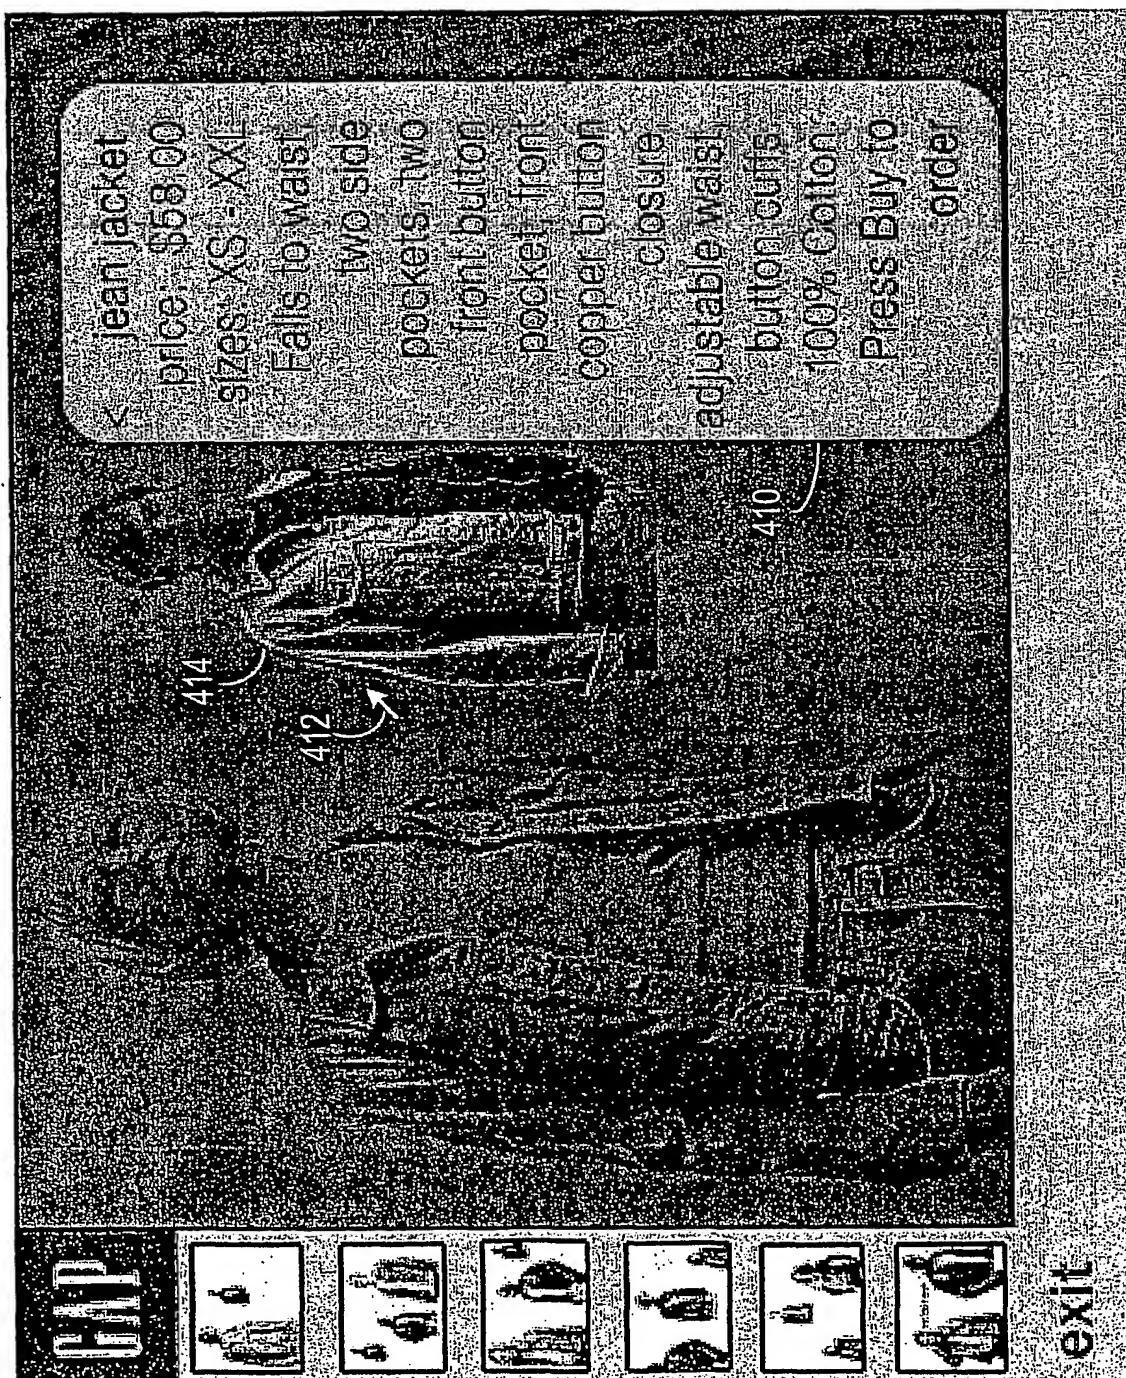 < jean jacket
price: $58.00
sizes: XS - XXL
Falls to waist,
two side
pockets, two
front button
pocket, front
copper button
closure
adjustable waist
button cuffs
100% Cotton.
Press Buy to
order
414
412
410
exit